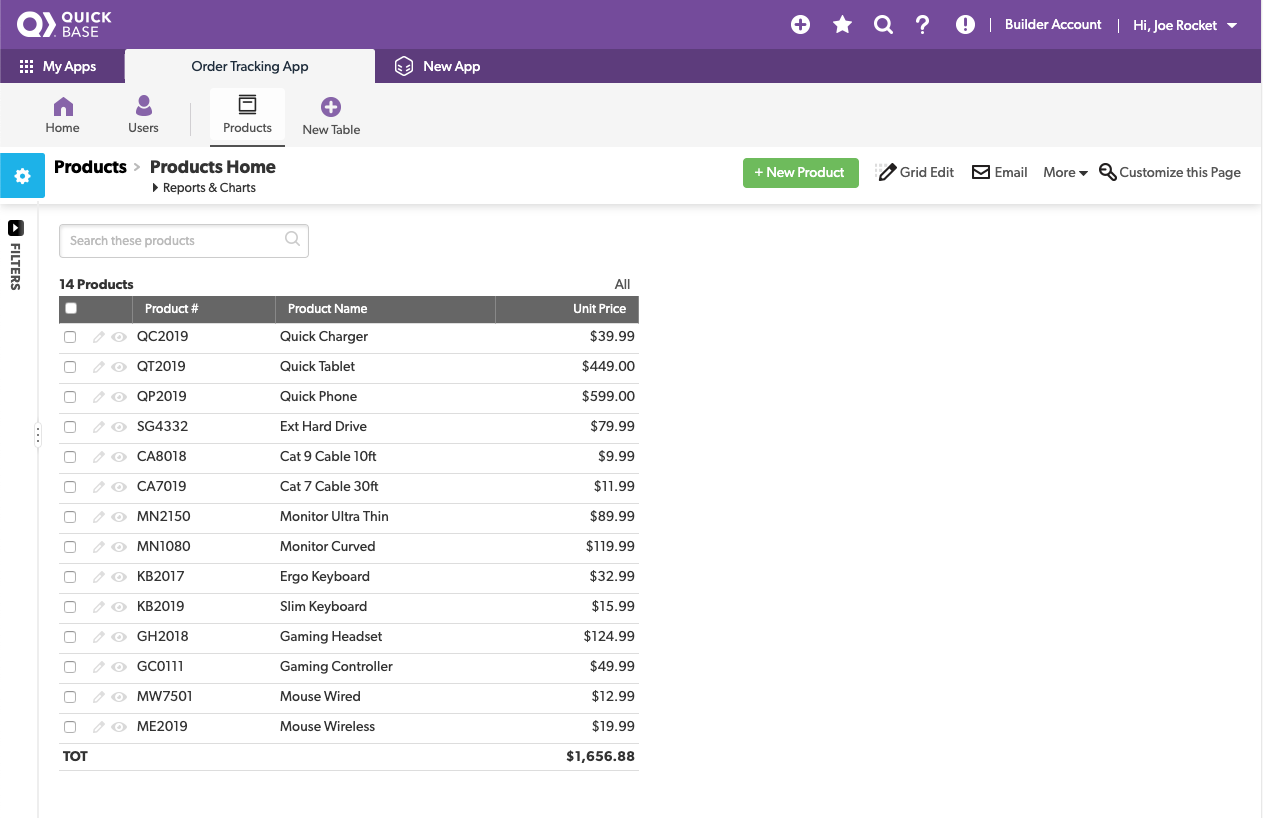 QUICK
BASE
Builder Account
Hi, Joe Rocket
My Apps
Order Tracking App
New App
Home
Users
Products
New Table
Products > Products Home
Reports & Charts
+ New Product
Grid Edit
Email
More
Customize this Page
FILTERS
Search these products
14 Products
All
Product # Product Name Unit Price
QC2019 Quick Charger $39.99
QT2019 Quick Tablet $449.00
QP2019 Quick Phone $599.00
SG4332 Ext Hard Drive $79.99
CA8018 Cat 9 Cable 10ft $9.99
CA7019 Cat 7 Cable 30ft $11.99
MN2150 Monitor Ultra Thin $89.99
MN1080 Monitor Curved $119.99
KB2017 Ergo Keyboard $32.99
KB2019 Slim Keyboard $15.99
GH2018 Gaming Headset $124.99
GC0111 Gaming Controller $49.99
MW7501 Mouse Wired $12.99
ME2019 Mouse Wireless $19.99
TOT $1,656.88